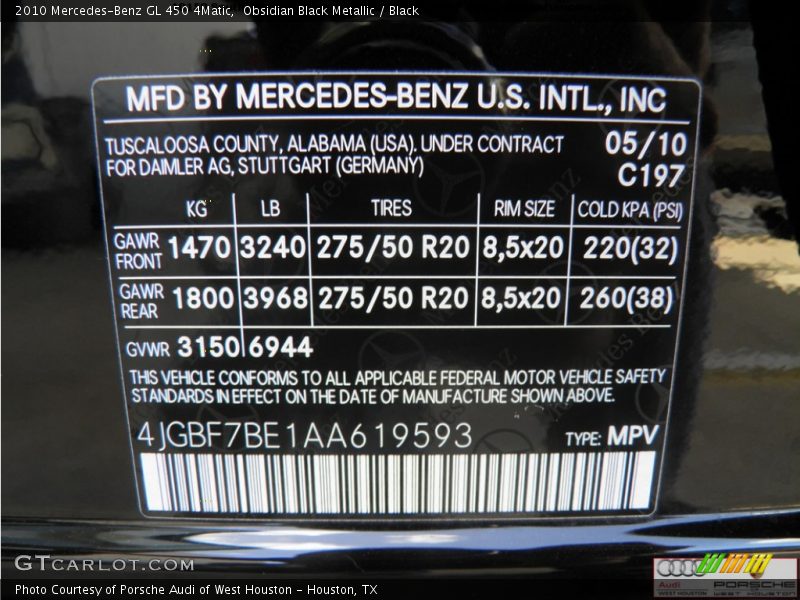 2010 Mercedes-Benz GL 450 4Matic,  Obsidian Black Metallic / Black
MFD BY MERCEDES-BENZ U.S. INTL., INC
TUSCALOOSA COUNTY, ALABAMA (USA). UNDER CONTRACT 05/10
FOR DAIMLER AG, STUTTGART (GERMANY) C197
KG LB TIRES RIM SIZE COLD KPA (PSI)
GAWR FRONT 1470 3240 275/50 R20 8,5x20 220(32)
GAWR REAR 1800 3968 275/50 R20 8,5x20 260(38)
GVWR 3150 6944
THIS VEHICLE CONFORMS TO ALL APPLICABLE FEDERAL MOTOR VEHICLE SAFETY
STANDARDS IN EFFECT ON THE DATE OF MANUFACTURE SHOWN ABOVE.
4JGBF7BE1AA619593 TYPE: MPV
GTCARLOT.COM
Audi PORSCHE
WEST HOUSTON WEST HOUSTON
Photo Courtesy of Porsche Audi of West Houston - Houston, TX